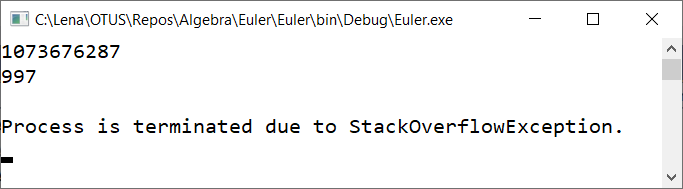 C:\Lena\OTUS\Repos\Algebra\Euler\Euler\bin\Debug\Euler.exe
1073676287
997
Process is terminated due to StackOverflowException.